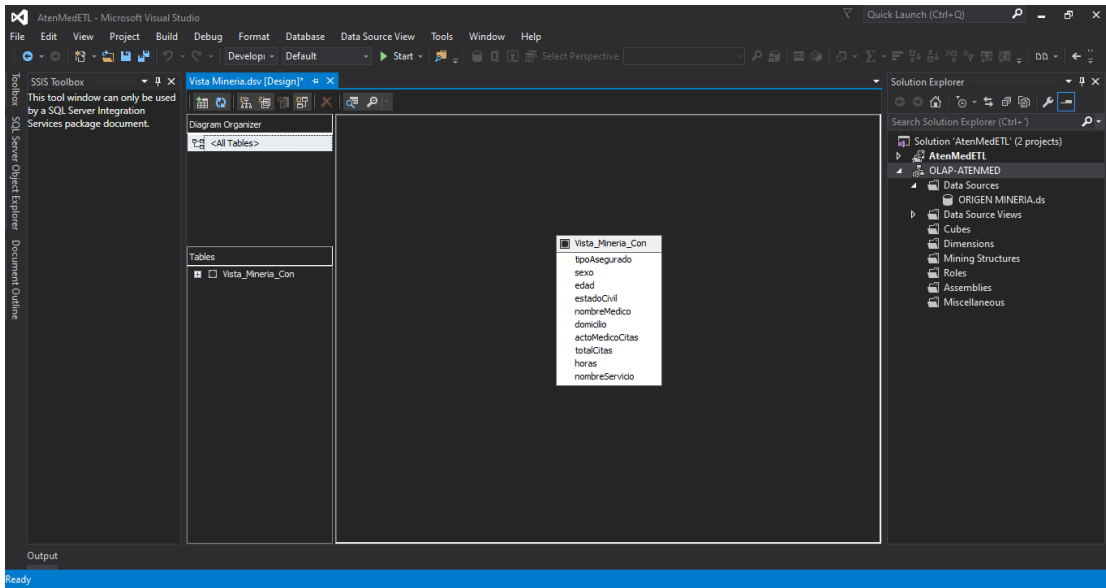 AtenMedETL - Microsoft Visual Studio
Quick Launch (Ctrl+Q)
File Edit View Project Build Debug Format Database Data Source View Tools Window Help
Develop Default Start Select Perspective
Toolbox
SQL Server Object Explorer
Document Outline
SSIS Toolbox
This tool window can only be used
by a SQL Server Integration
Services package document.
Vista Mineria.dsv [Design]*
Diagram Organizer
<All Tables>
Tables
Vista_Mineria_Con
Vista_Mineria_Con
tipoAsegurado
sexo
edad
estadoCivil
nombreMedico
domicilio
actoMedicoCitas
totalCitas
horas
nombreServicio
Solution Explorer
Search Solution Explorer (Ctrl+¨)
Solution 'AtenMedETL' (2 projects)
AtenMedETL
OLAP-ATENMED
Data Sources
ORIGEN MINERIA.ds
Data Source Views
Cubes
Dimensions
Mining Structures
Roles
Assemblies
Miscellaneous
Output
Ready